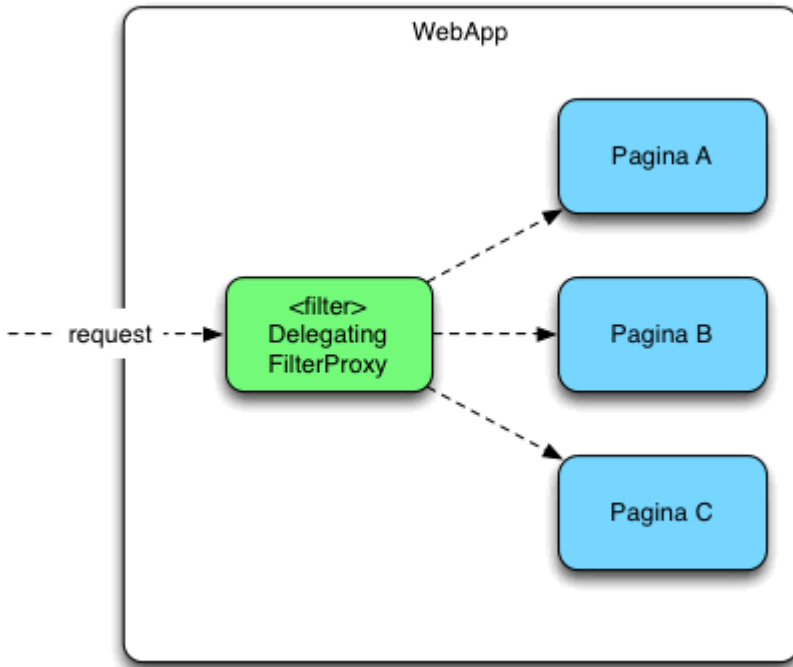 WebApp
Pagina A
<filter>
Delegating
FilterProxy
request
Pagina B
Pagina C